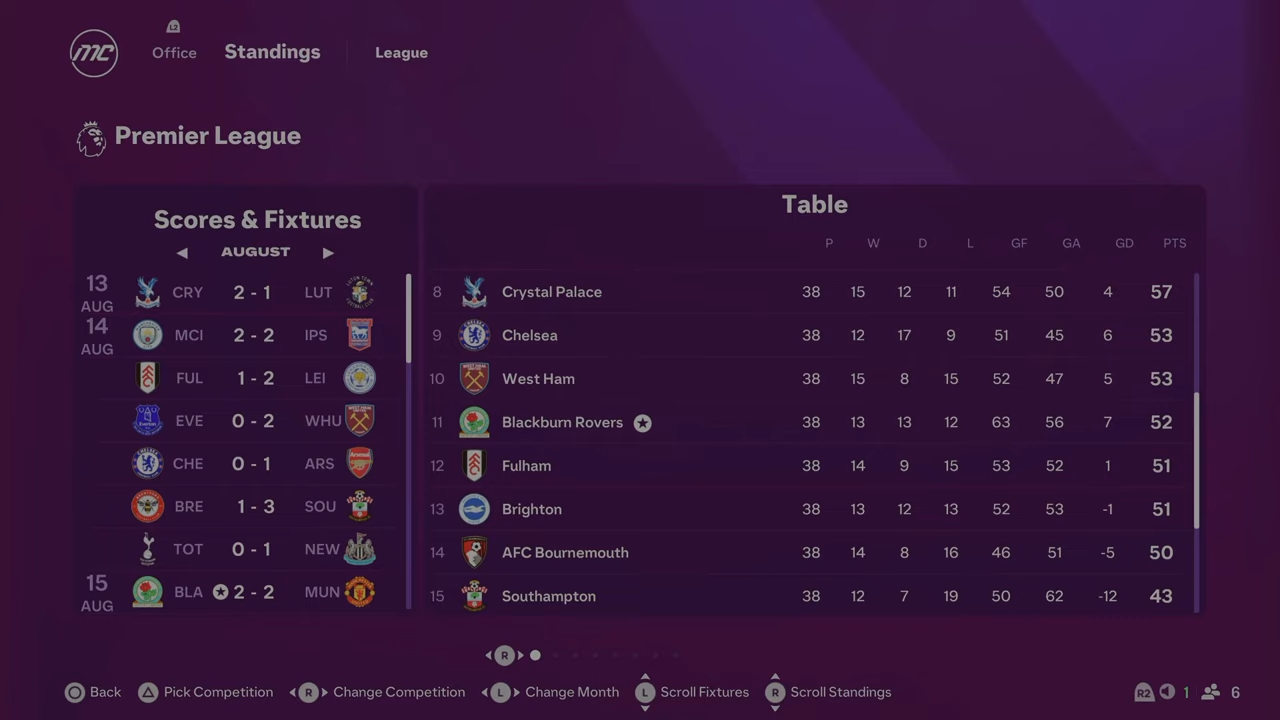 L2
MC Office Standings League
Premier League
Scores & Fixtures
AUGUST
13 AUG CRY 2 - 1 LUT
14 AUG MCI 2 - 2 IPS
FUL 1 - 2 LEI
EVE 0 - 2 WHU
CHE 0 - 1 ARS
BRE 1 - 3 SOU
TOT 0 - 1 NEW
15 AUG BLA 2 - 2 MUN
Table
P W D L GF GA GD PTS
8 Crystal Palace 38 15 12 11 54 50 4 57
9 Chelsea 38 12 17 9 51 45 6 53
10 West Ham 38 15 8 15 52 47 5 53
11 Blackburn Rovers 38 13 13 12 63 56 7 52
12 Fulham 38 14 9 15 53 52 1 51
13 Brighton 38 13 12 13 52 53 -1 51
14 AFC Bournemouth 38 14 8 16 46 51 -5 50
15 Southampton 38 12 7 19 50 62 -12 43
R
Back Pick Competition R Change Competition L Change Month L Scroll Fixtures R Scroll Standings R2 1 6